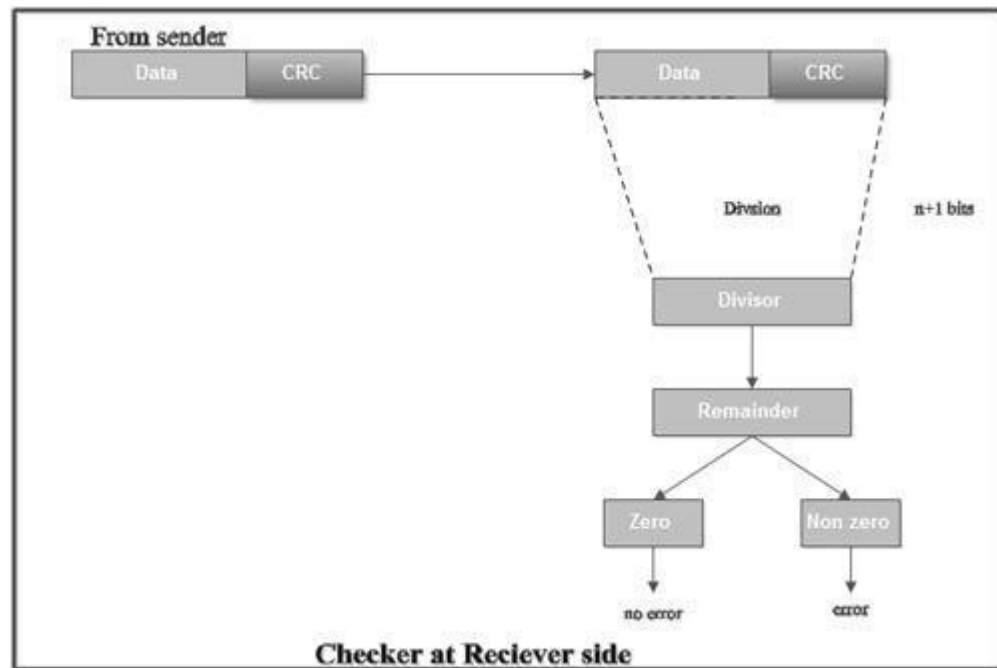 From sender
Data CRC
Data CRC
Division n+1 bits
Divisor
Remainder
Zero Non zero
no error error
Checker at Reciever side